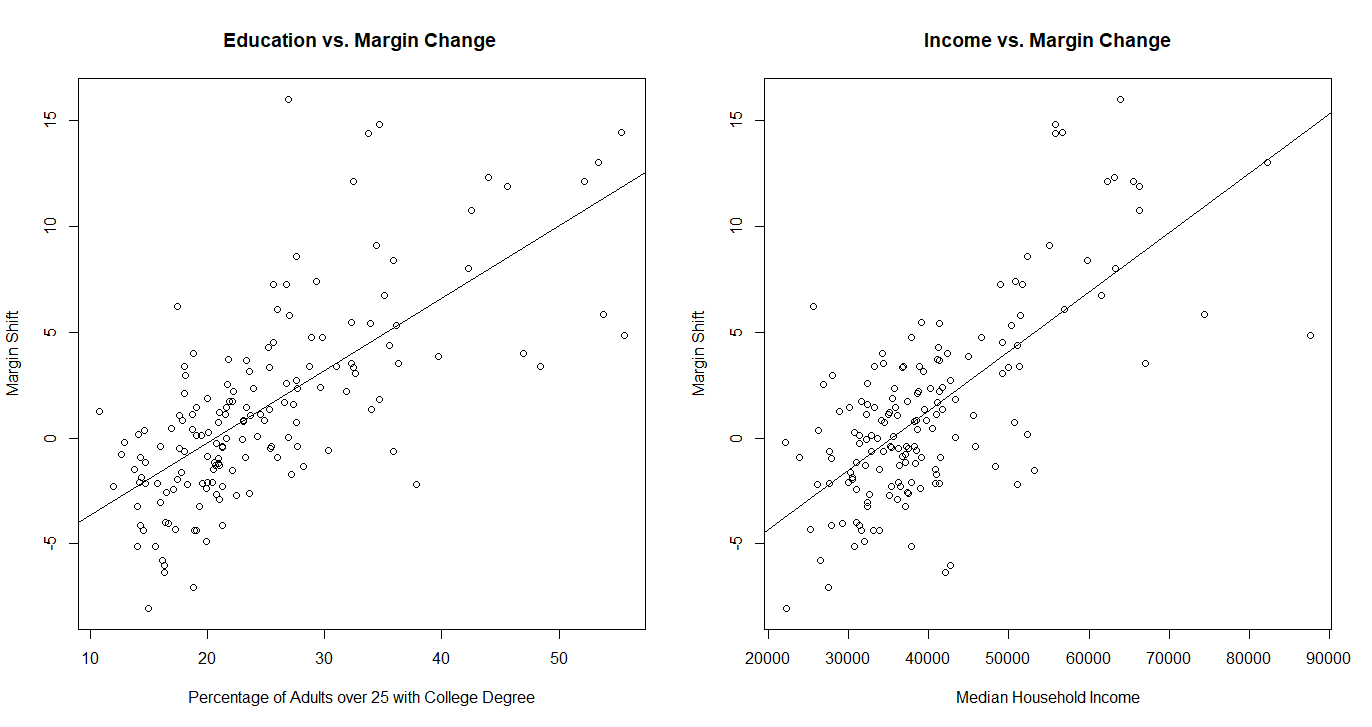 Education vs. Margin Change
Margin Shift
15
10
5
0
-5
10 20 30 40 50
Percentage of Adults over 25 with College Degree
Income vs. Margin Change
Margin Shift
15
10
5
0
-5
20000 30000 40000 50000 60000 70000 80000 90000
Median Household Income